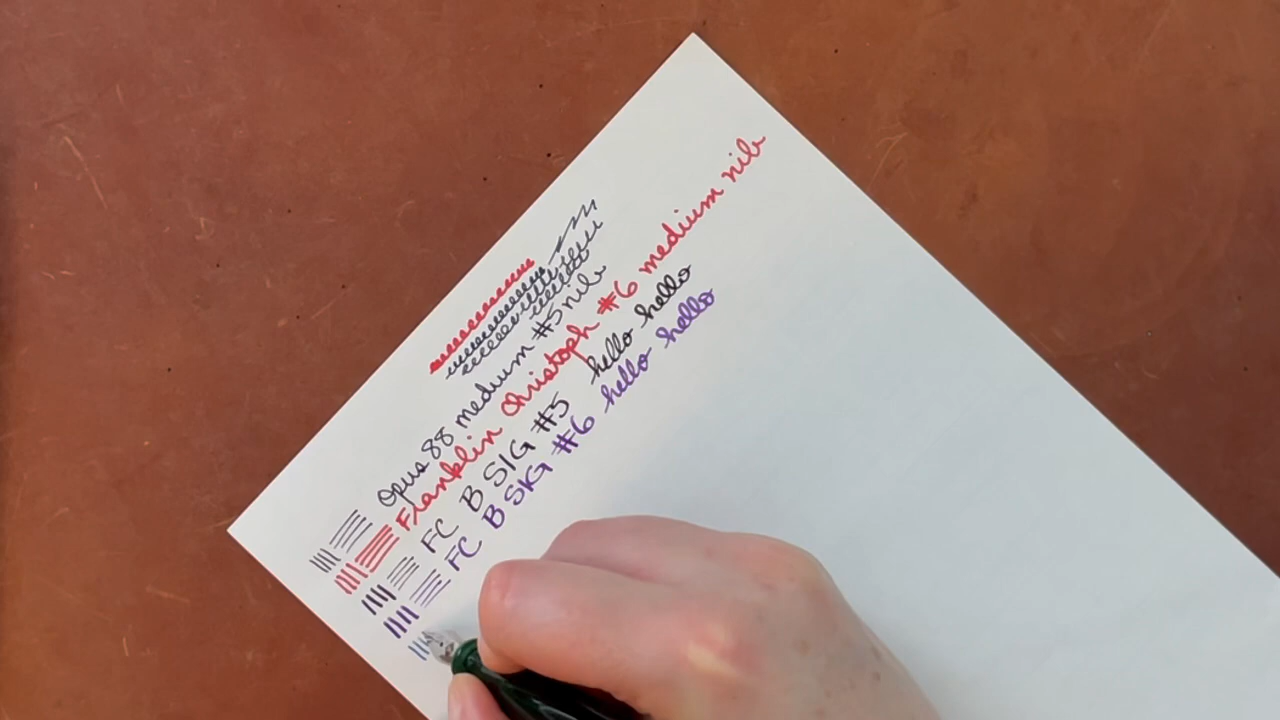 Opus 88 medium #5 nib
Franklin Christoph #6 medium nib
FC B SIG #5 hello hello
FC B SIG #6 hello hello